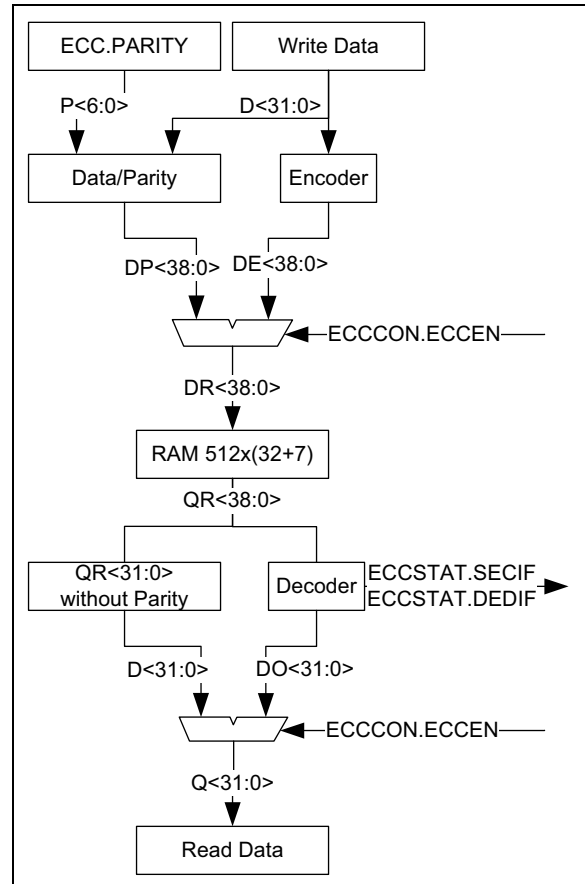 ECC.PARITY
Write Data
P<6:0>
D<31:0>
Data/Parity
Encoder
DP<38:0>
DE<38:0>
ECCCON.ECCEN
DR<38:0>
RAM 512x(32+7)
QR<38:0>
QR<31:0>
without Parity
Decoder
ECCSTAT.SECIF
ECCSTAT.DEDIF
D<31:0>
DO<31:0>
ECCCON.ECCEN
Q<31:0>
Read Data